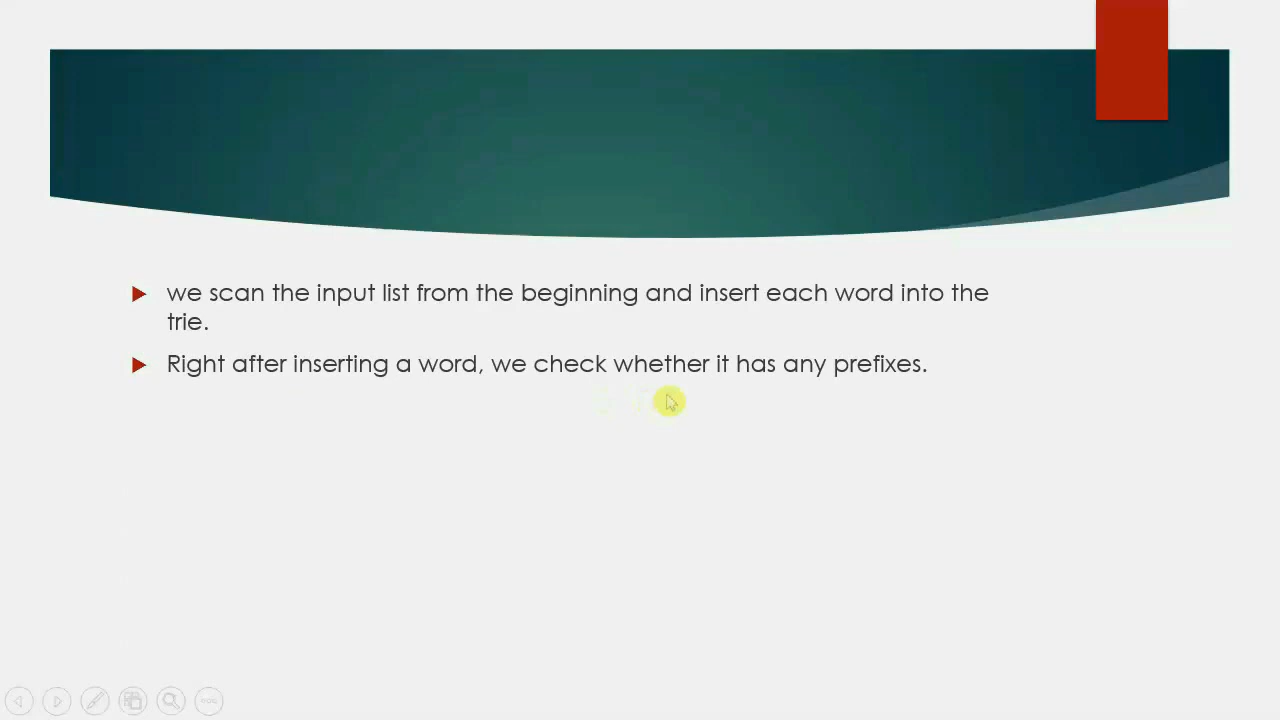 we scan the input list from the beginning and insert each word into the
trie.
Right after inserting a word, we check whether it has any prefixes.